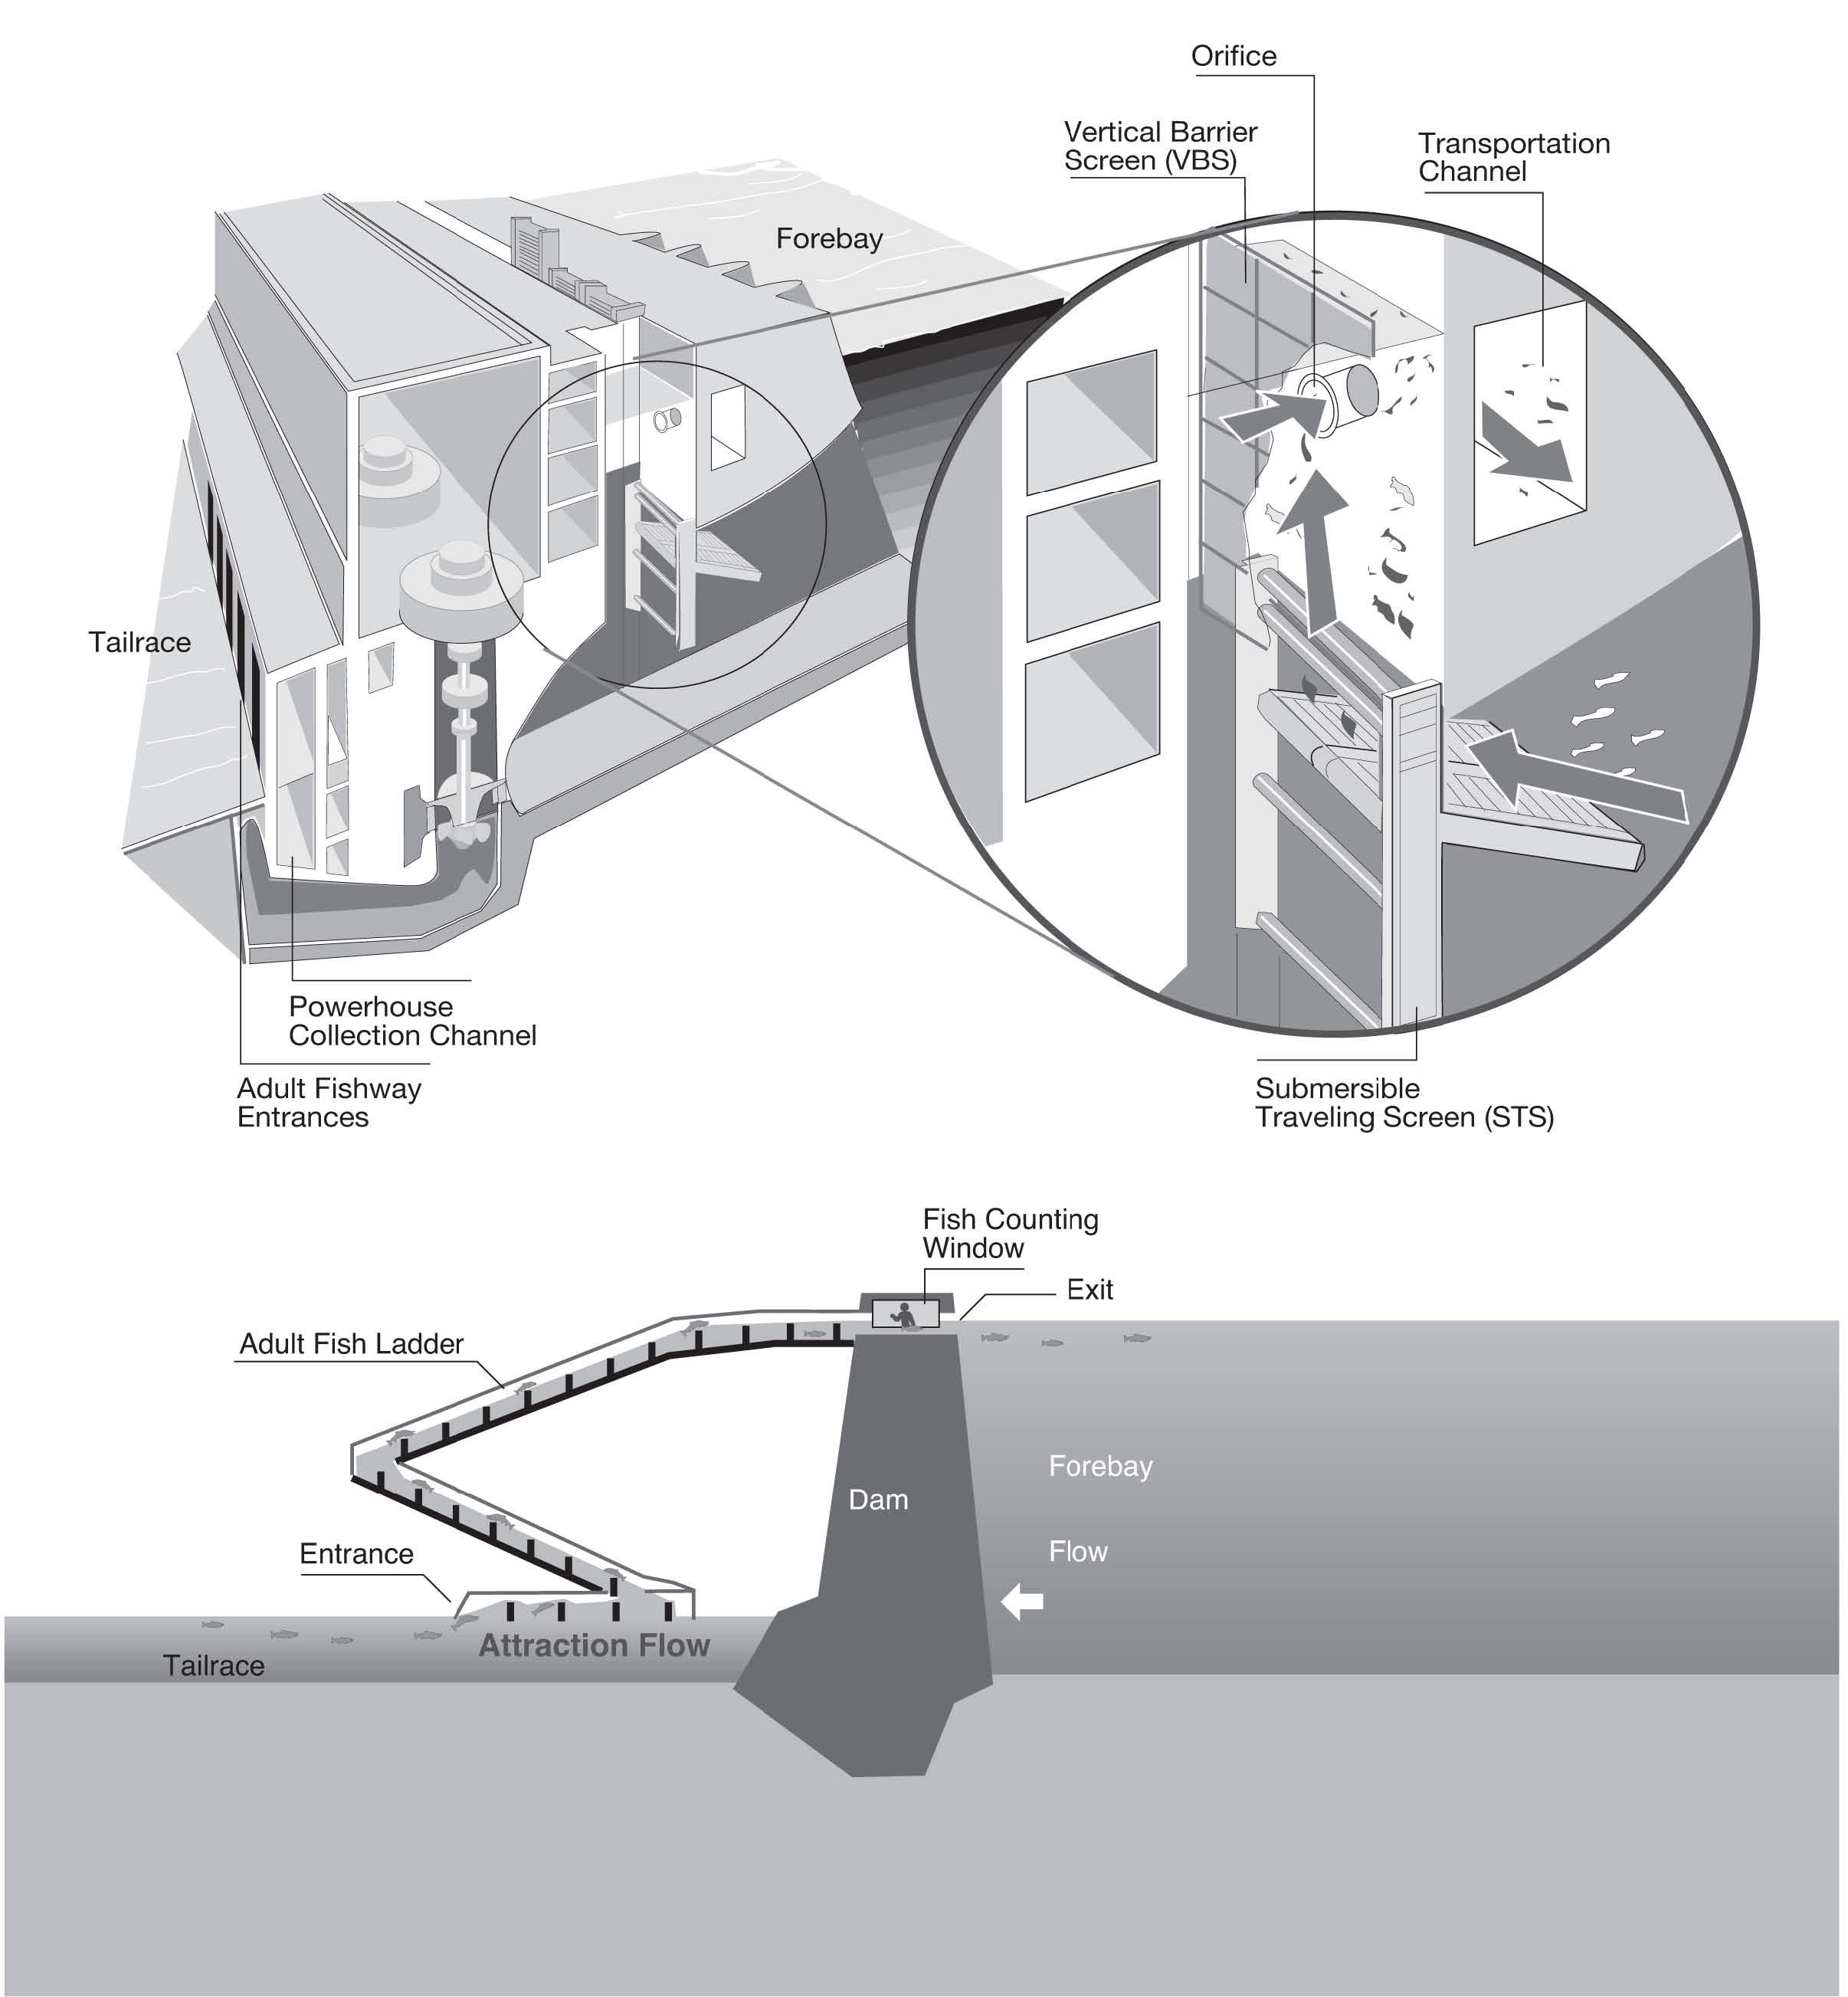 Orifice
Vertical Barrier
Screen (VBS)
Transportation
Channel
Forebay
Tailrace
Powerhouse
Collection Channel
Adult Fishway
Entrances
Submersible
Traveling Screen (STS)
Fish Counting
Window
Exit
Adult Fish Ladder
Forebay
Dam
Flow
Entrance
Attraction Flow
Tailrace